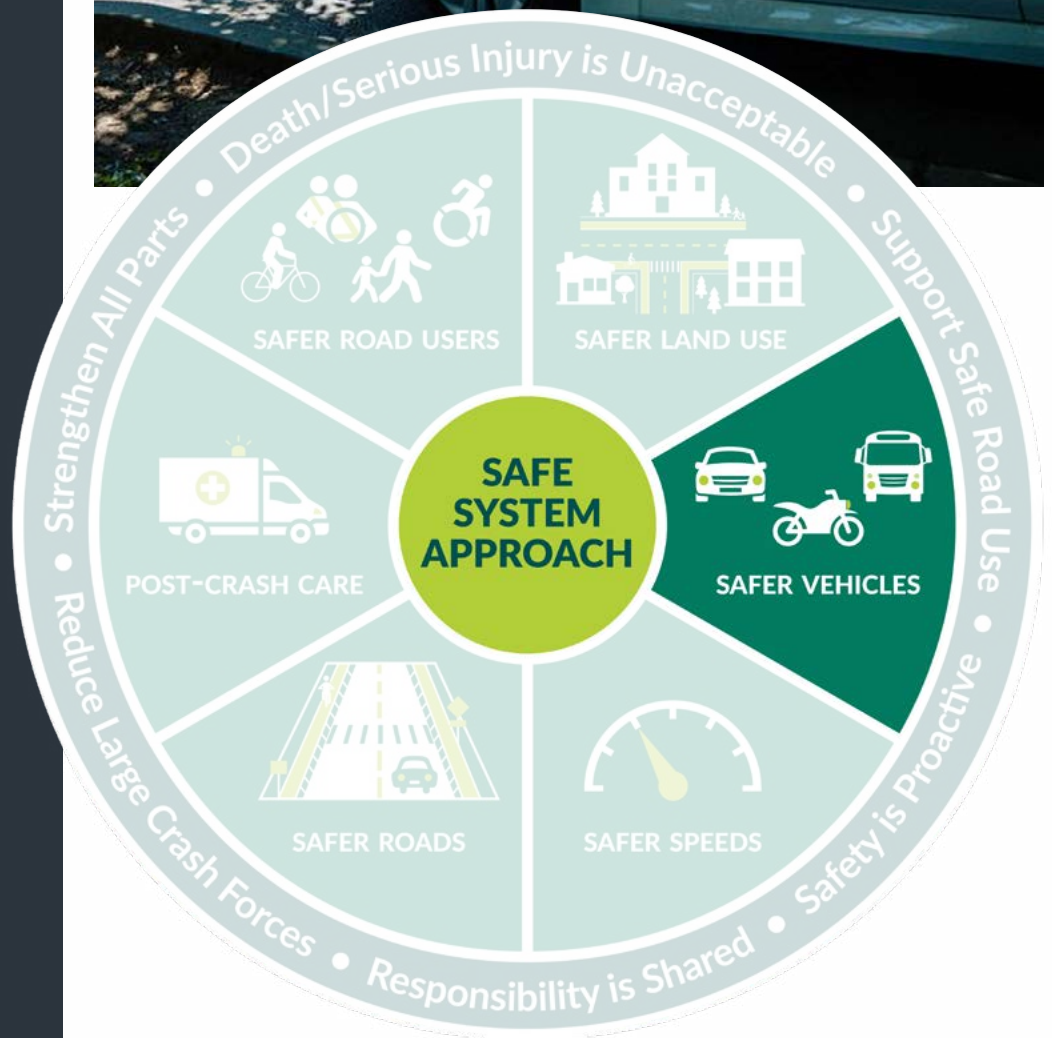 Death/Serious Injury is Unacceptable
Support Safe Road Use
Safety is Proactive
Responsibility is Shared
Reduce Large Crash Forces
Strengthen All Parts
SAFER ROAD USERS
SAFER LAND USE
SAFE
SYSTEM
APPROACH
SAFER VEHICLES
POST-CRASH CARE
SAFER ROADS
SAFER SPEEDS